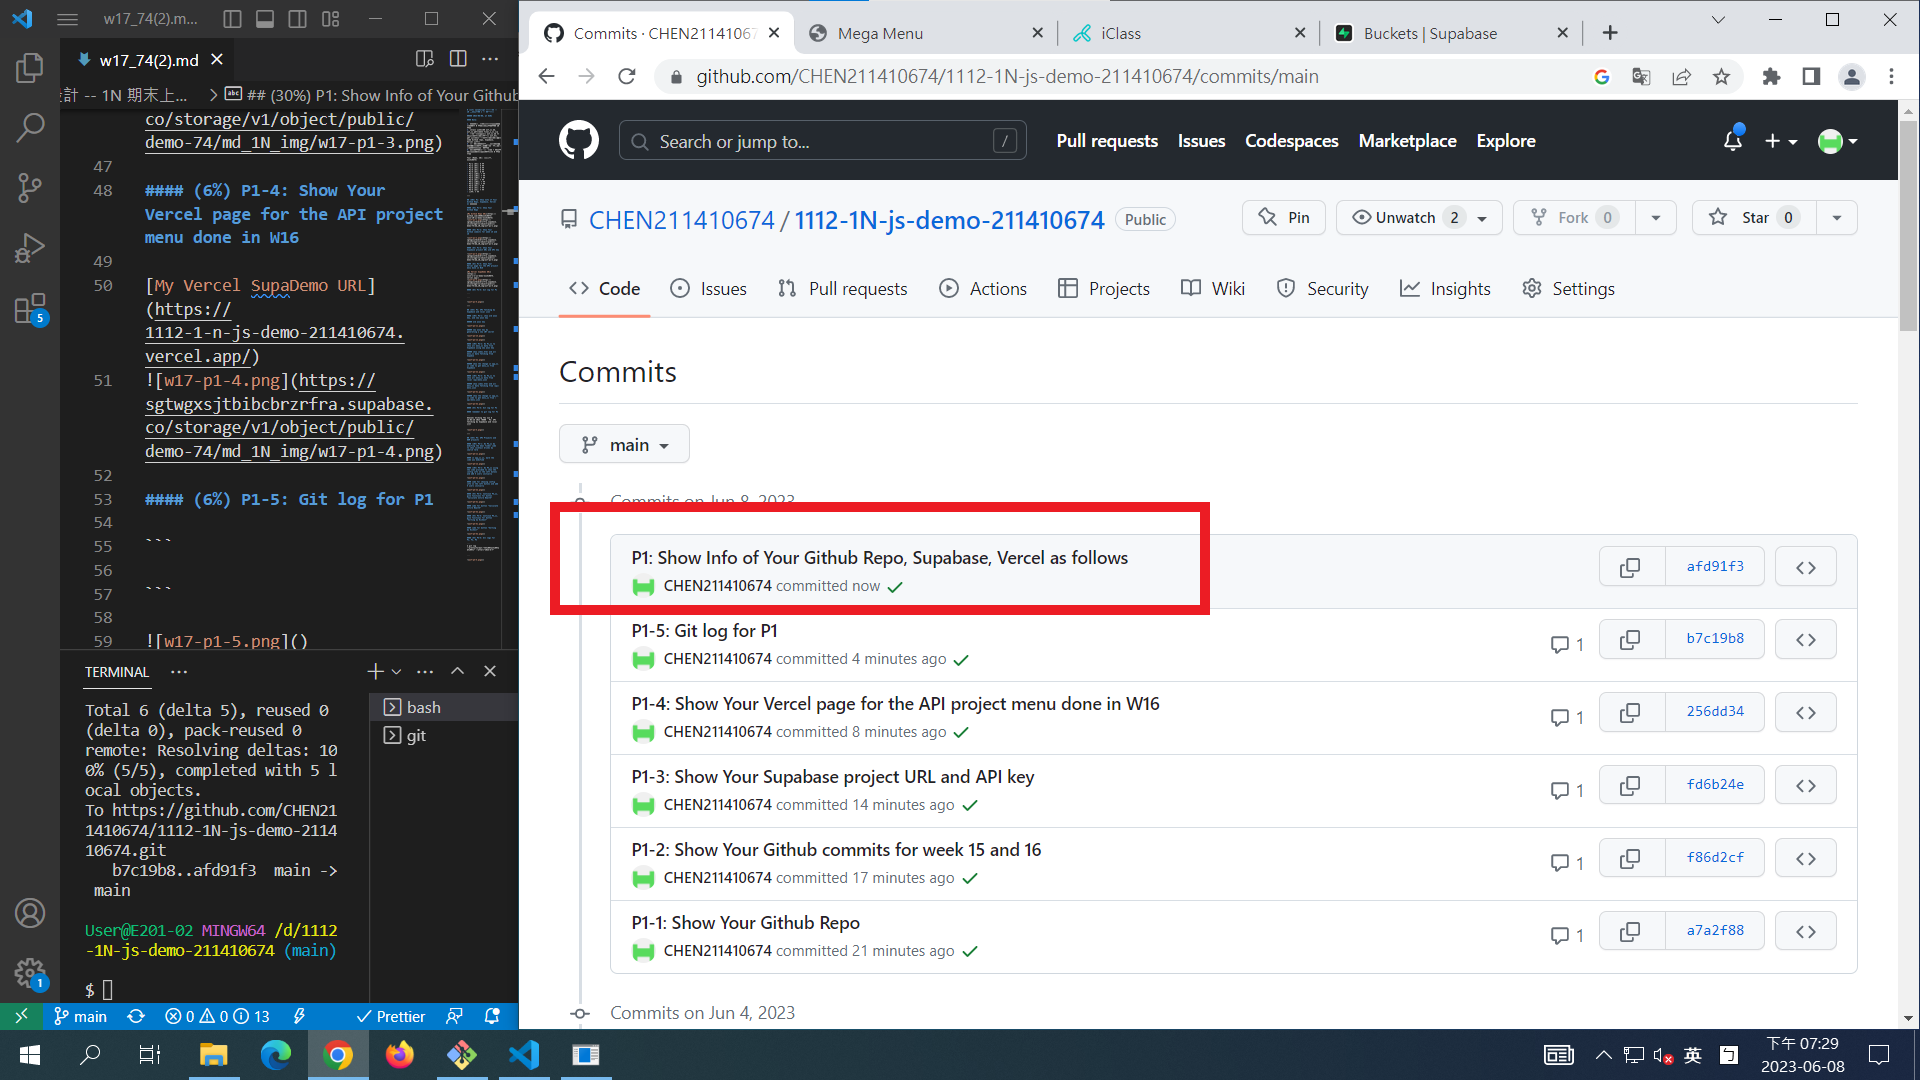 w17_74(2).m...
w17_74(2).md
計 -- 1N 期末上...
## (30%) P1: Show Info of Your Github
co/storage/v1/object/public/
demo-74/md_1N_img/w17-p1-3.png)
47
48 #### (6%) P1-4: Show Your
Vercel page for the API project
menu done in W16
49
50 [My Vercel SupaDemo URL]
(https://
1112-1-n-js-demo-211410674.
vercel.app/)
51 ![w17-p1-4.png](https://
sgtwgxsjtbibcbrzrfra.supabase.
co/storage/v1/object/public/
demo-74/md_1N_img/w17-p1-4.png)
52
53 #### (6%) P1-5: Git log for P1
54
55 ```
56
57 ```
58
59 ![w17-p1-5.png]()
5
1
TERMINAL
bash
git
Total 6 (delta 5), reused 0
(delta 0), pack-reused 0
remote: Resolving deltas: 10
0% (5/5), completed with 5 l
ocal objects.
To https://github.com/CHEN21
1410674/1112-1N-js-demo-2114
10674.git
b7c19b8..afd91f3 main ->
main
User@E201-02 MINGW64 /d/1112
-1N-js-demo-211410674 (main)
$
main
0 0 13
Prettier
Commits · CHEN21141067
Mega Menu
iClass
Buckets | Supabase
github.com/CHEN211410674/1112-1N-js-demo-211410674/commits/main
Search or jump to...
/
Pull requests
Issues
Codespaces
Marketplace
Explore
CHEN211410674 / 1112-1N-js-demo-211410674
Public
Pin
Unwatch 2
Fork 0
Star 0
Code
Issues
Pull requests
Actions
Projects
Wiki
Security
Insights
Settings
Commits
main
Commits on Jun 8, 2023
P1: Show Info of Your Github Repo, Supabase, Vercel as follows
CHEN211410674 committed now
afd91f3
P1-5: Git log for P1
CHEN211410674 committed 4 minutes ago
1
b7c19b8
P1-4: Show Your Vercel page for the API project menu done in W16
CHEN211410674 committed 8 minutes ago
1
256dd34
P1-3: Show Your Supabase project URL and API key
CHEN211410674 committed 14 minutes ago
1
fd6b24e
P1-2: Show Your Github commits for week 15 and 16
CHEN211410674 committed 17 minutes ago
1
f86d2cf
P1-1: Show Your Github Repo
CHEN211410674 committed 21 minutes ago
1
a7a2f88
Commits on Jun 4, 2023
英
下午 07:29
2023-06-08